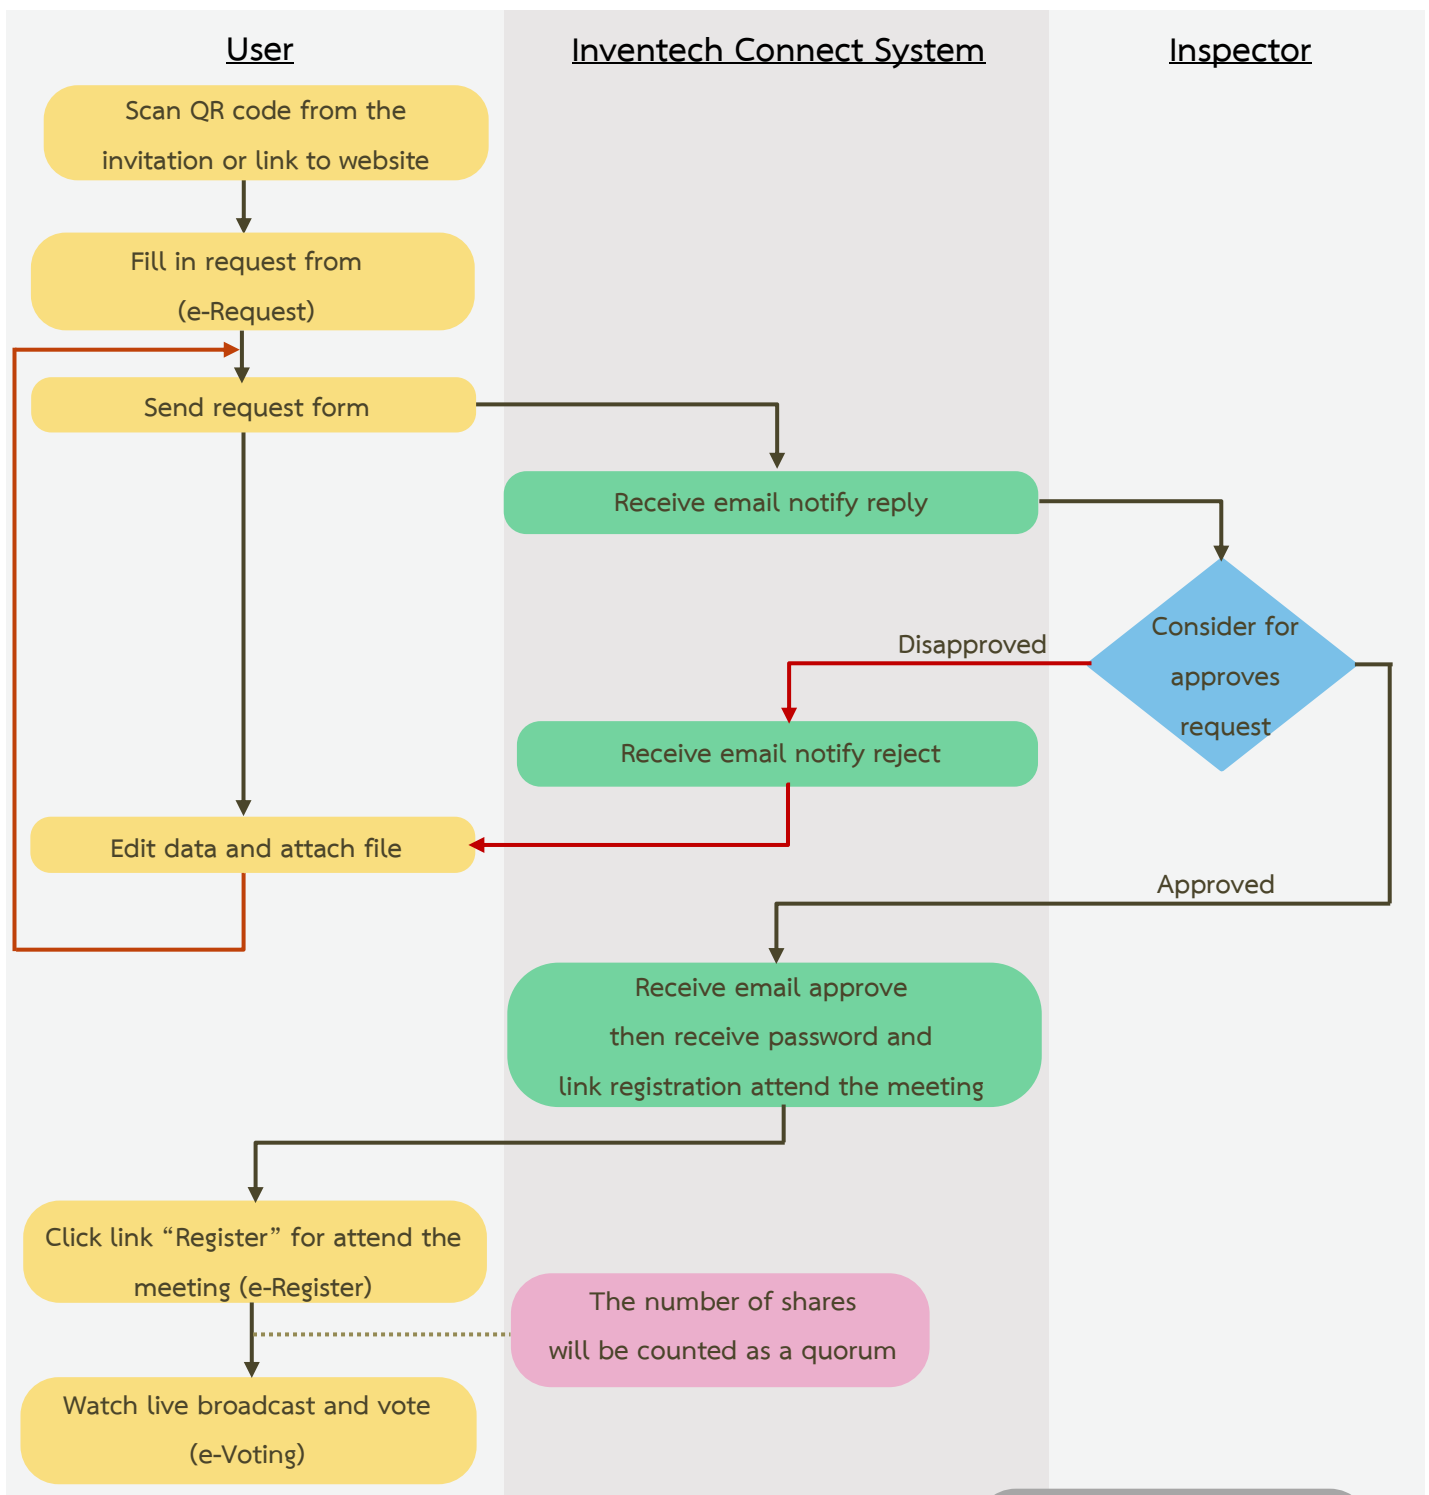 User
Inventech Connect System
Inspector
Scan QR code from the
invitation or link to website
Fill in request from
(e-Request)
Send request form
Receive email notify reply
Consider for
approves
request
Disapproved
Receive email notify reject
Edit data and attach file
Approved
Receive email approve
then receive password and
link registration attend the meeting
Click link “Register” for attend the
meeting (e-Register)
The number of shares
will be counted as a quorum
Watch live broadcast and vote
(e-Voting)